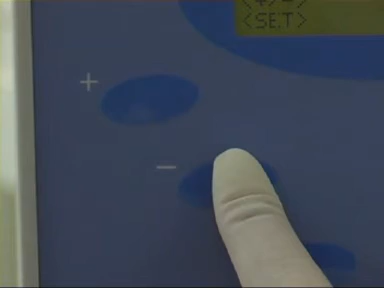 <+/->
<SET>
+
−